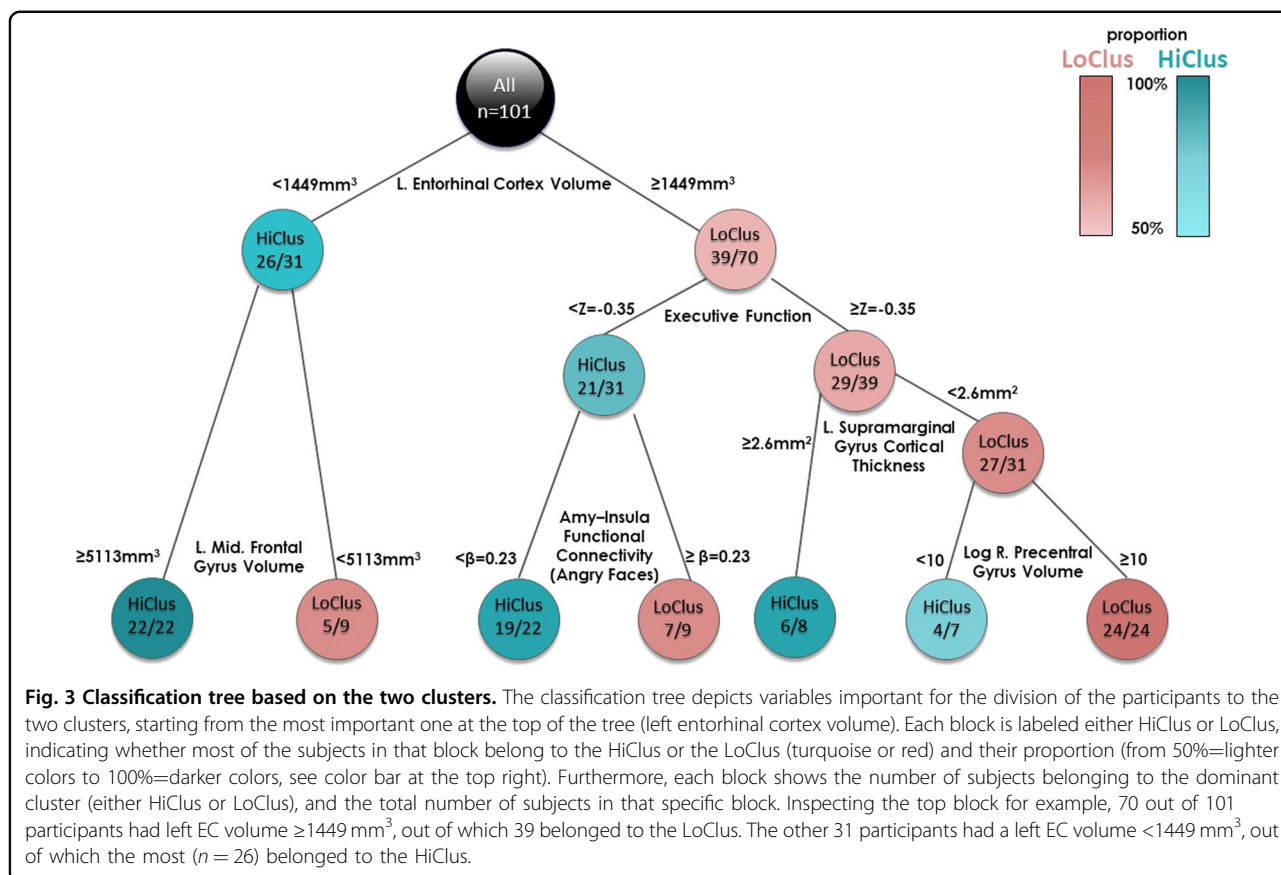 proportion
LoClus HiClus
100%
50%
All
n=101
<1449mm³
L. Entorhinal Cortex Volume
≥1449mm³
HiClus
26/31
LoClus
39/70
<Z=-0.35
Executive Function
≥Z=-0.35
HiClus
21/31
LoClus
29/39
<2.6mm²
≥2.6mm²
L. Supramarginal
Gyrus Cortical
Thickness
LoClus
27/31
≥5113mm³
L. Mid. Frontal
Gyrus Volume
<5113mm³
<β=0.23
Amy–Insula
Functional
Connectivity
(Angry Faces)
≥ β=0.23
<10
Log R. Precentral
Gyrus Volume
≥10
HiClus
22/22
LoClus
5/9
HiClus
19/22
LoClus
7/9
HiClus
6/8
HiClus
4/7
LoClus
24/24
Fig. 3 Classification tree based on the two clusters. The classification tree depicts variables important for the division of the participants to the
two clusters, starting from the most important one at the top of the tree (left entorhinal cortex volume). Each block is labeled either HiClus or LoClus,
indicating whether most of the subjects in that block belong to the HiClus or the LoClus (turquoise or red) and their proportion (from 50%=lighter
colors to 100%=darker colors, see color bar at the top right). Furthermore, each block shows the number of subjects belonging to the dominant
cluster (either HiClus or LoClus), and the total number of subjects in that specific block. Inspecting the top block for example, 70 out of 101
participants had left EC volume ≥1449 mm³, out of which 39 belonged to the LoClus. The other 31 participants had a left EC volume <1449 mm³, out
of which the most (n = 26) belonged to the HiClus.